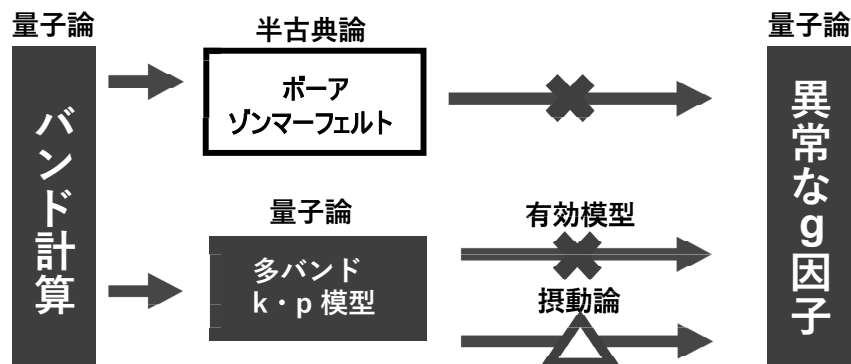 量子論
バンド計算
半古典論
ボーア
ゾンマーフェルト
量子論
多バンド
k・p 模型
有効模型
摂動論
量子論
異常なg因子